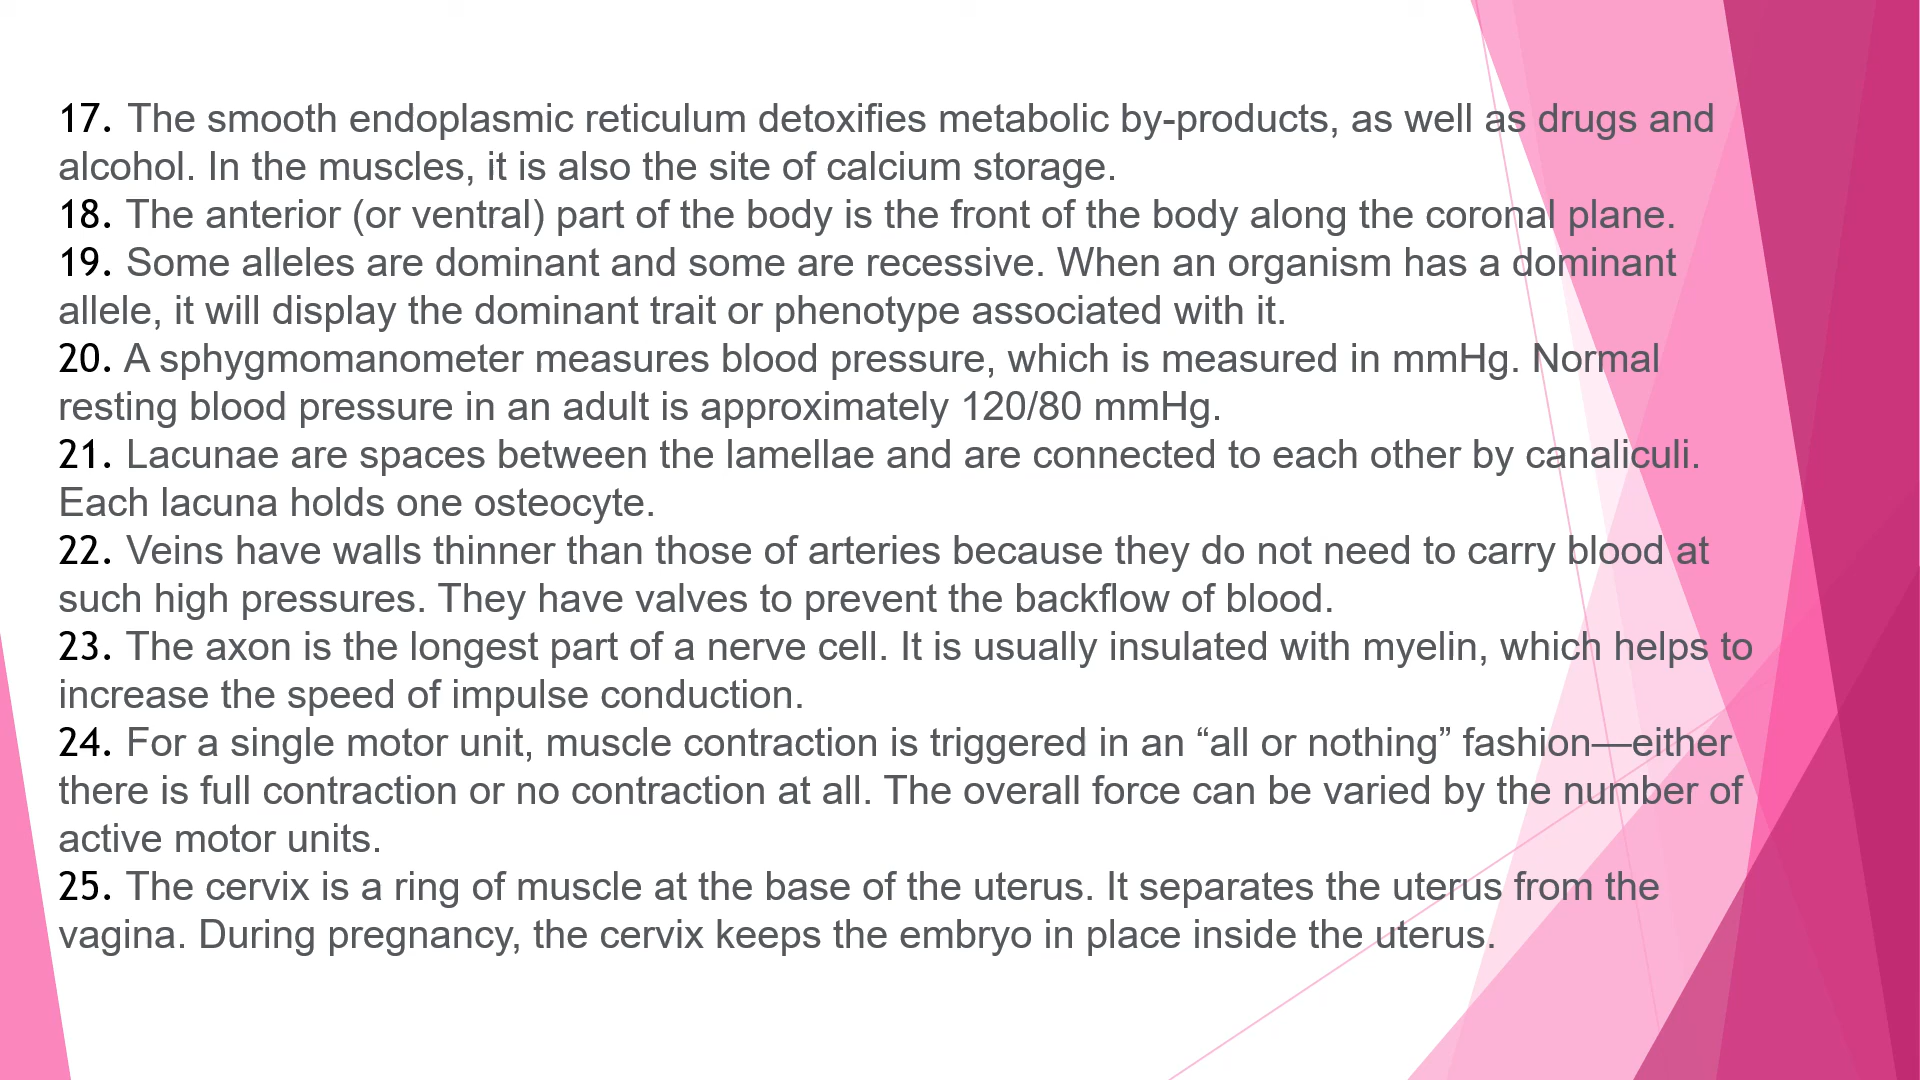 17. The smooth endoplasmic reticulum detoxifies metabolic by-products, as well as drugs and
alcohol. In the muscles, it is also the site of calcium storage.
18. The anterior (or ventral) part of the body is the front of the body along the coronal plane.
19. Some alleles are dominant and some are recessive. When an organism has a dominant
allele, it will display the dominant trait or phenotype associated with it.
20. A sphygmomanometer measures blood pressure, which is measured in mmHg. Normal
resting blood pressure in an adult is approximately 120/80 mmHg.
21. Lacunae are spaces between the lamellae and are connected to each other by canaliculi.
Each lacuna holds one osteocyte.
22. Veins have walls thinner than those of arteries because they do not need to carry blood at
such high pressures. They have valves to prevent the backflow of blood.
23. The axon is the longest part of a nerve cell. It is usually insulated with myelin, which helps to
increase the speed of impulse conduction.
24. For a single motor unit, muscle contraction is triggered in an “all or nothing” fashion—either
there is full contraction or no contraction at all. The overall force can be varied by the number of
active motor units.
25. The cervix is a ring of muscle at the base of the uterus. It separates the uterus from the
vagina. During pregnancy, the cervix keeps the embryo in place inside the uterus.